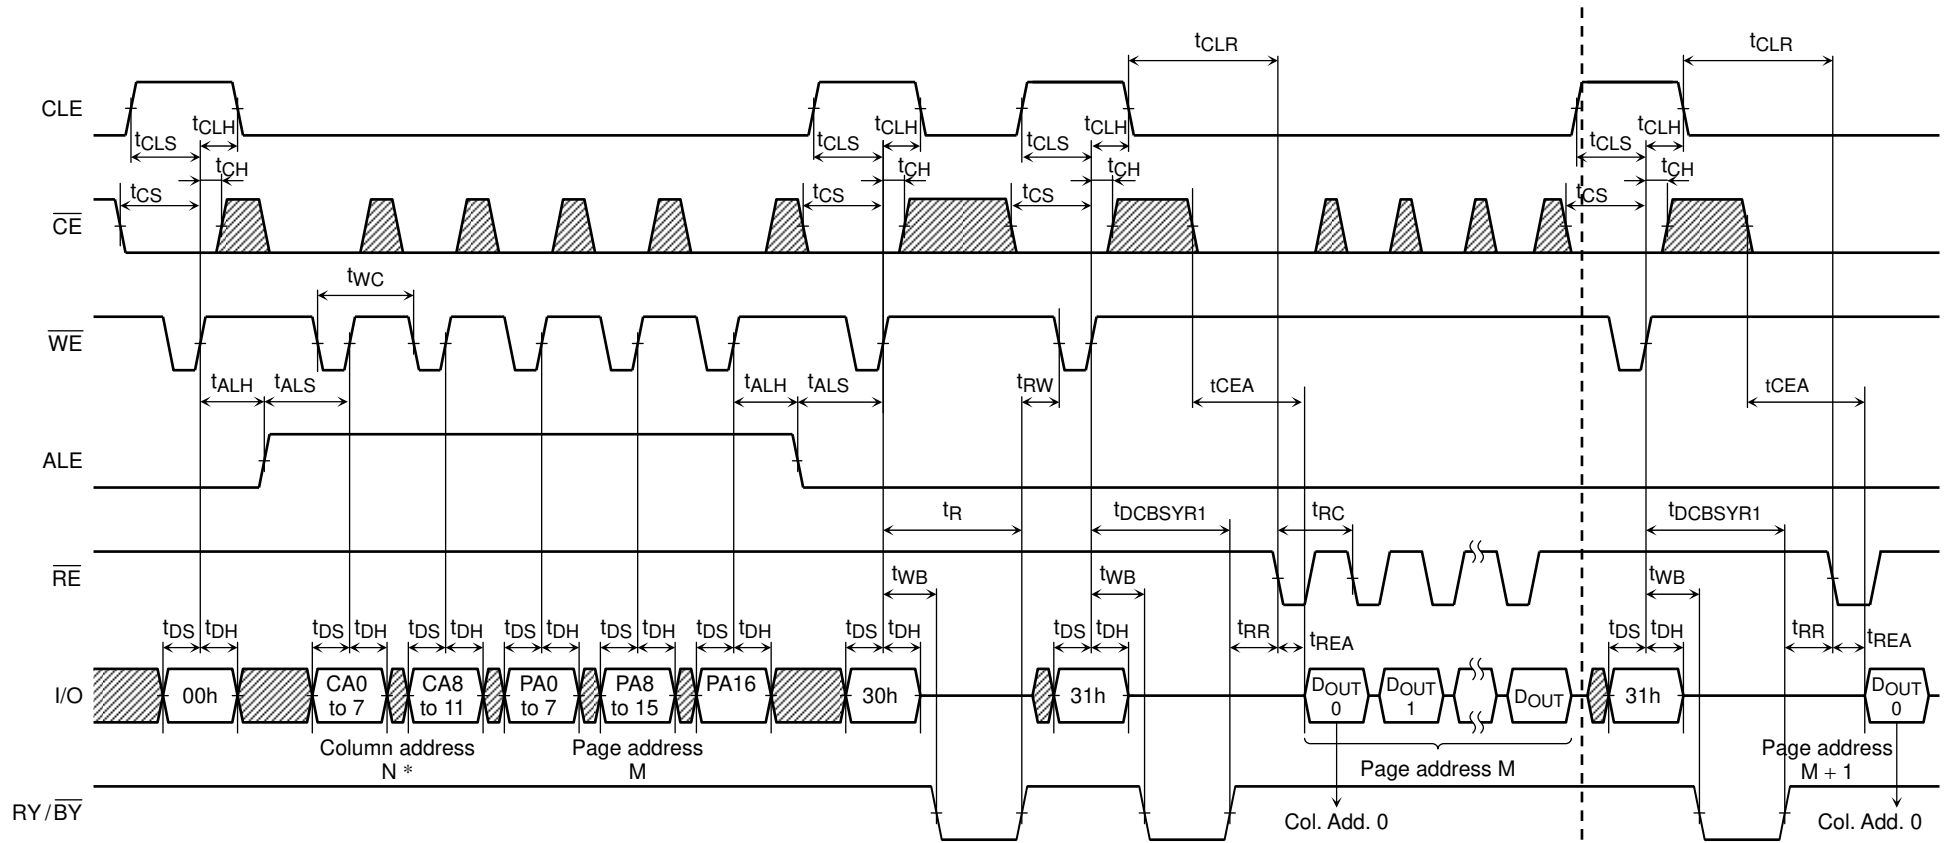 tCLR tCLR
CLE
tCLS tCLH tCLS tCLH tCLS tCLH tCLS tCLH
tCH tCH tCH tCH
tCS tCS tCS tCS
CE
tWC
WE
tALH tALS tALH tALS tRW tCEA tCEA
ALE
tR tDCBSYR1 tRC tDCBSYR1
RE
tWB tWB tWB
tDS tDH tDS tDH tDS tDH tDS tDH tDS tDH tDS tDH tDS tDH tDS tDH tRR tREA tDS tDH tRR tREA
I/O
00h
CA0
to 7
CA8
to 11
PA0
to 7
PA8
to 15
PA16
30h
31h
DOUT
0
DOUT
1
DOUT
31h
DOUT
0
Column address
N *
Page address
M
Page address M
Page address
M + 1
RY/BY
Col. Add. 0
Col. Add. 0